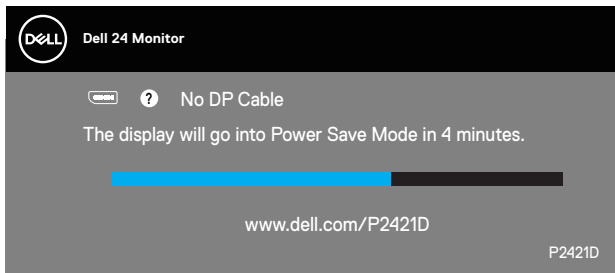 DELL
Dell 24 Monitor
? No DP Cable
The display will go into Power Save Mode in 4 minutes.
www.dell.com/P2421D
P2421D